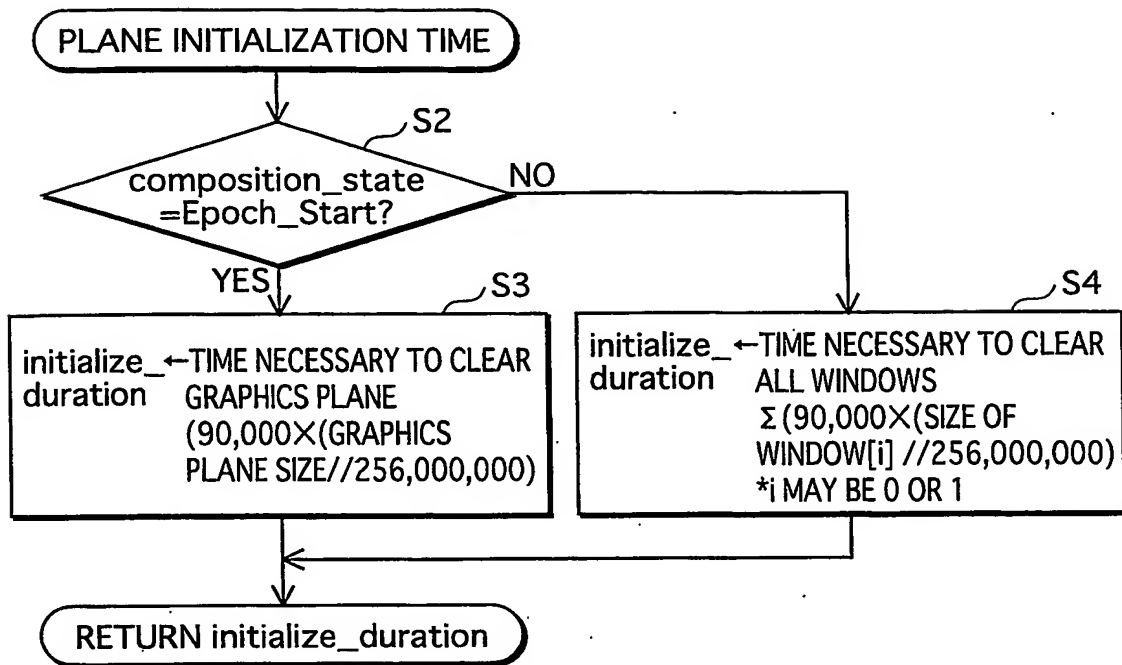 PLANE INITIALIZATION TIME
S2
composition_state
=Epoch_Start?
NO
YES
S3
initialize_←TIME NECESSARY TO CLEAR
duration GRAPHICS PLANE
(90,000×(GRAPHICS
PLANE SIZE//256,000,000)
S4
initialize_←TIME NECESSARY TO CLEAR
duration ALL WINDOWS
Σ(90,000×(SIZE OF
WINDOW[i] //256,000,000)
*i MAY BE 0 OR 1
RETURN initialize_duration